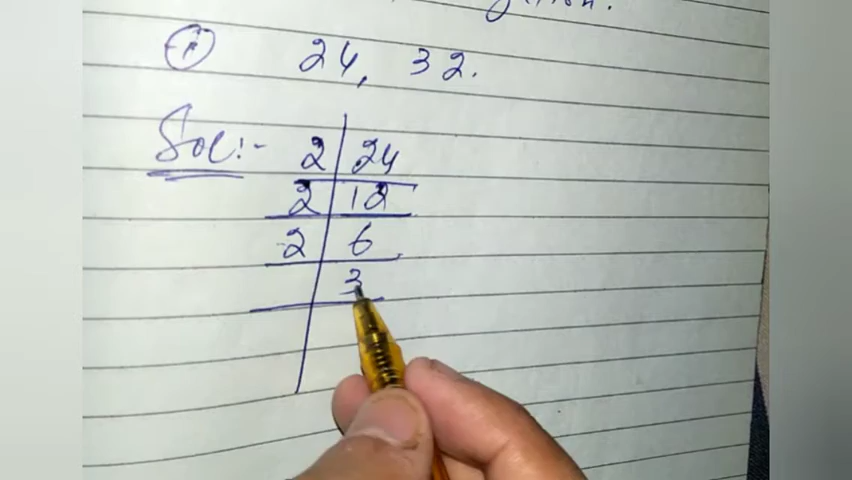 (i) 24, 32.
Sol:- 2 | 24
2 | 12
2 | 6
3